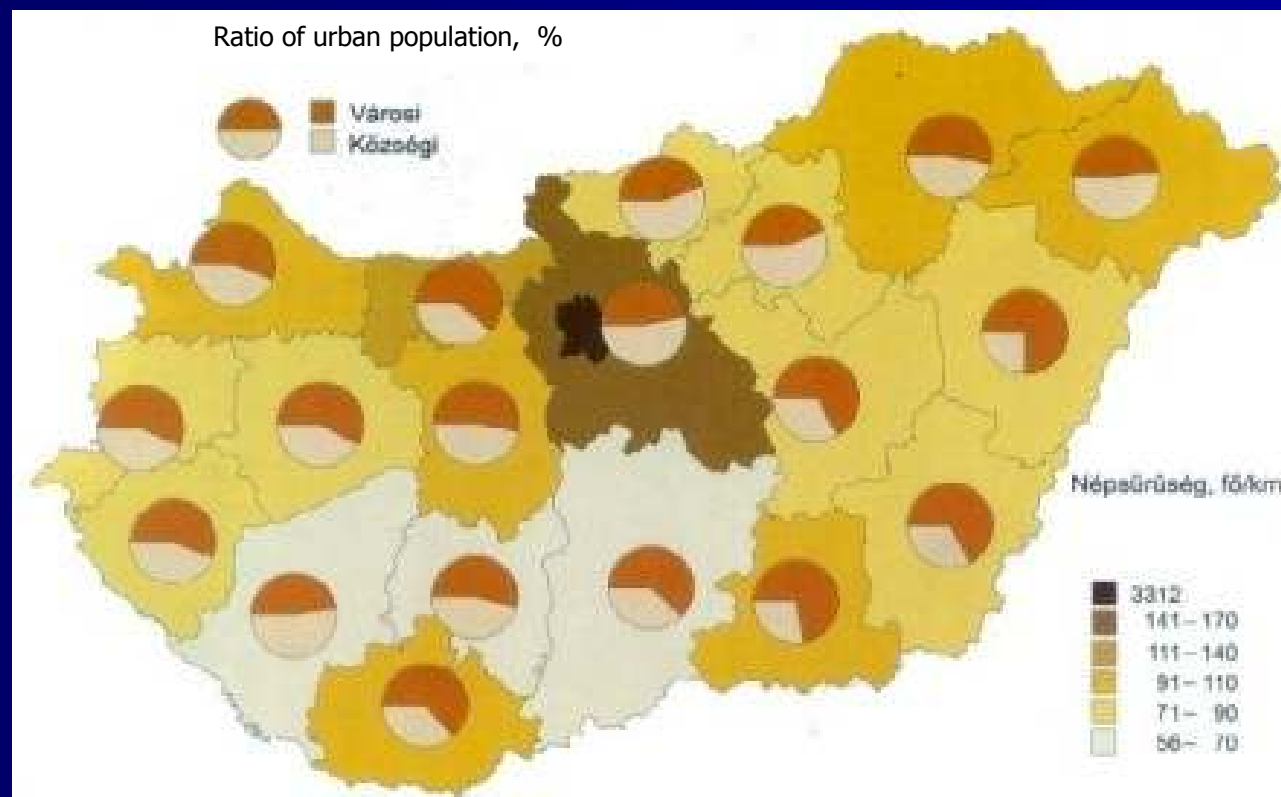 Ratio of urban population, %
Városi
Községi
Népsűrűség, fő/km
3312
141– 170
111– 140
91– 110
71– 90
56– 70